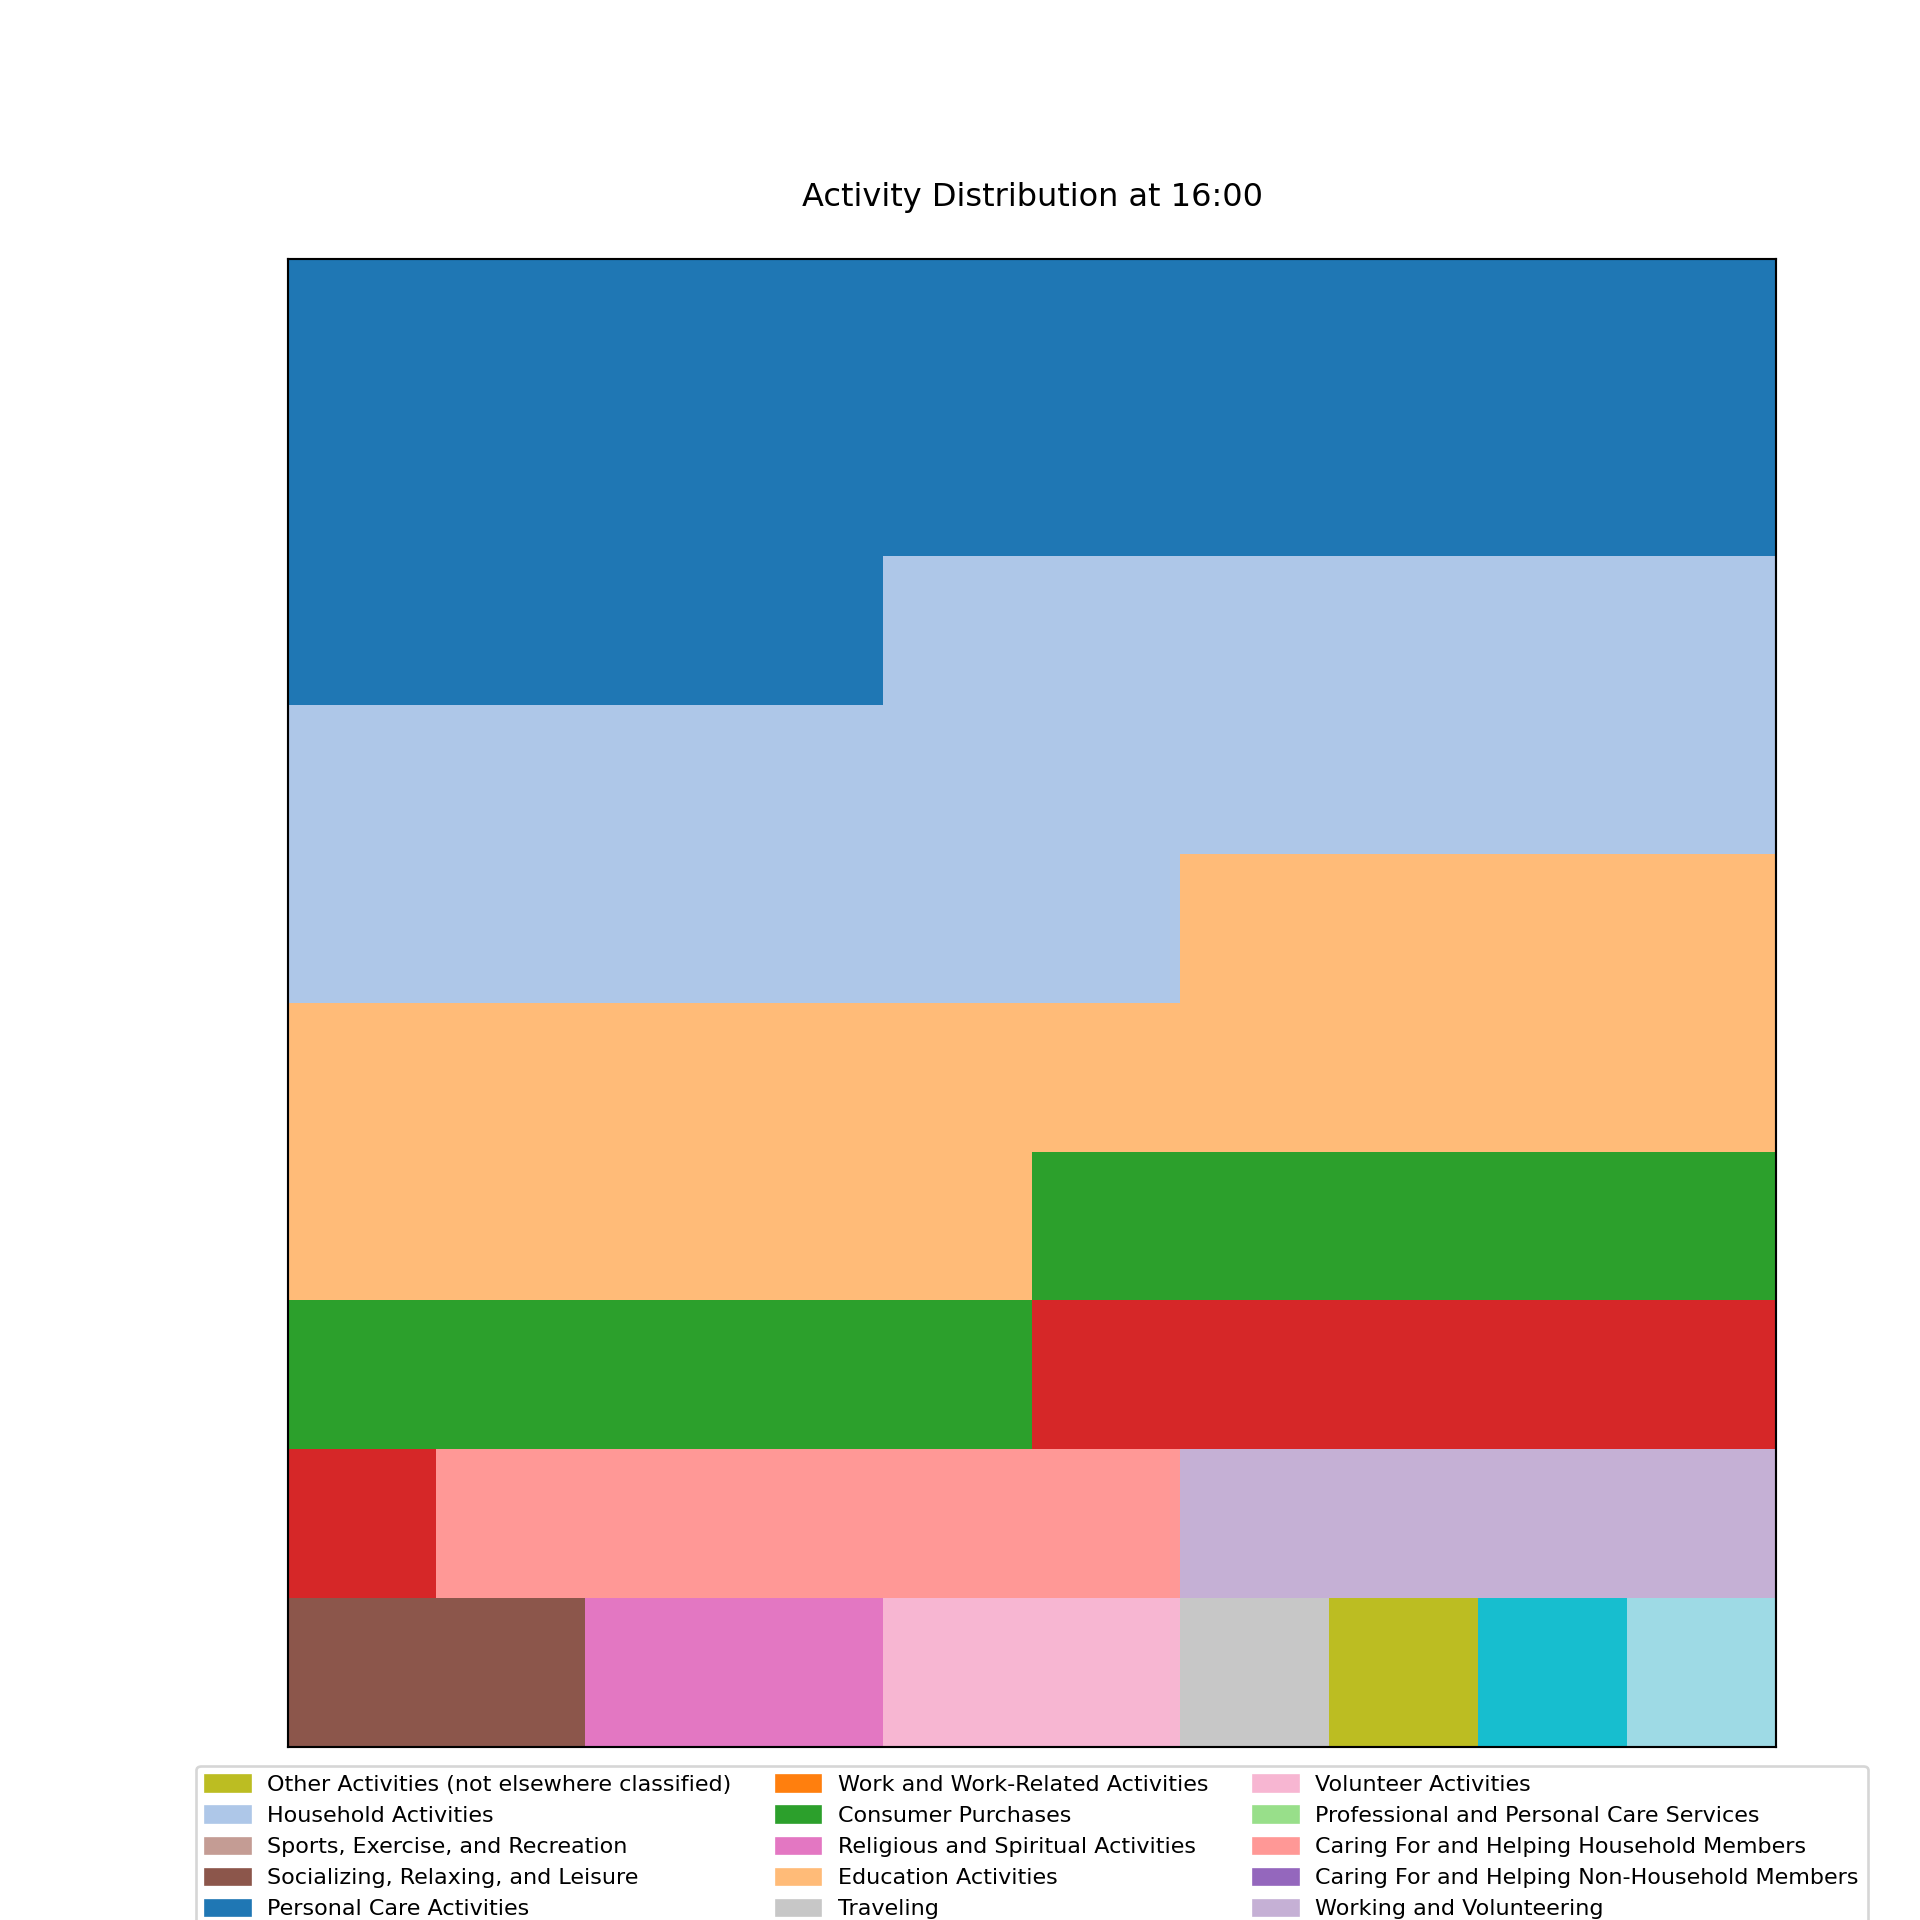 Activity Distribution at 16:00
Other Activities (not elsewhere classified)
Household Activities
Sports, Exercise, and Recreation
Socializing, Relaxing, and Leisure
Personal Care Activities
Work and Work-Related Activities
Consumer Purchases
Religious and Spiritual Activities
Education Activities
Traveling
Volunteer Activities
Professional and Personal Care Services
Caring For and Helping Household Members
Caring For and Helping Non-Household Members
Working and Volunteering